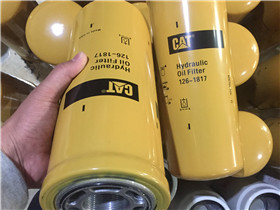 CAT
Hydraulic
Oil Filter
126-1817
CAT
Hydraulic
Oil Filter
126-1817